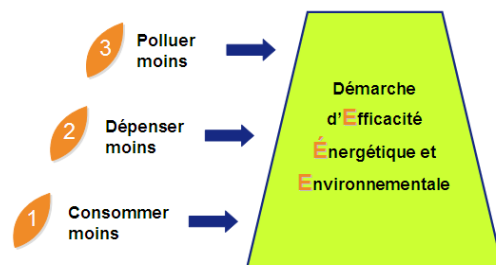 3 Polluer
moins
2 Dépenser
moins
1 Consommer
moins
Démarche
d'Efficacité
Énergétique et
Environnementale